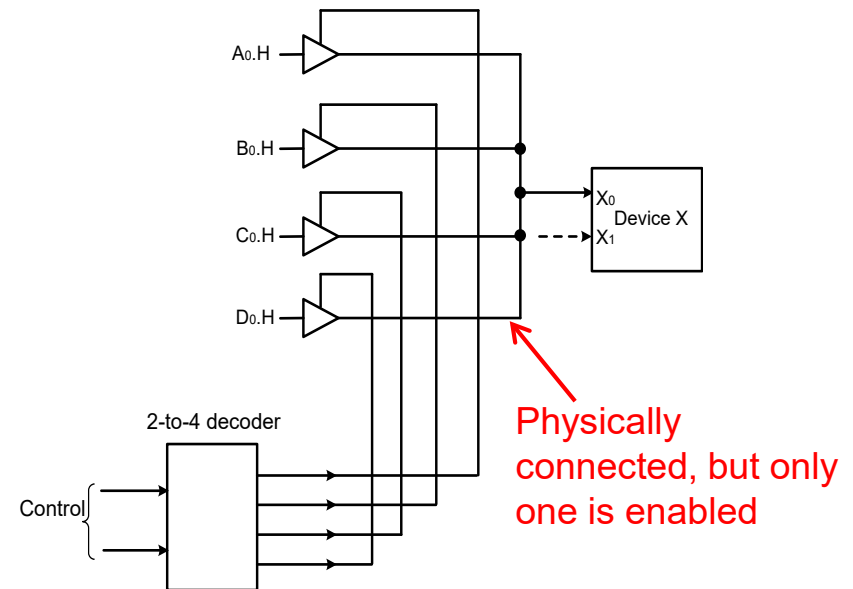 A₀.H
B₀.H
X₀
Device X
C₀.H
X₁
D₀.H
2-to-4 decoder
Physically
connected, but only
one is enabled
Control